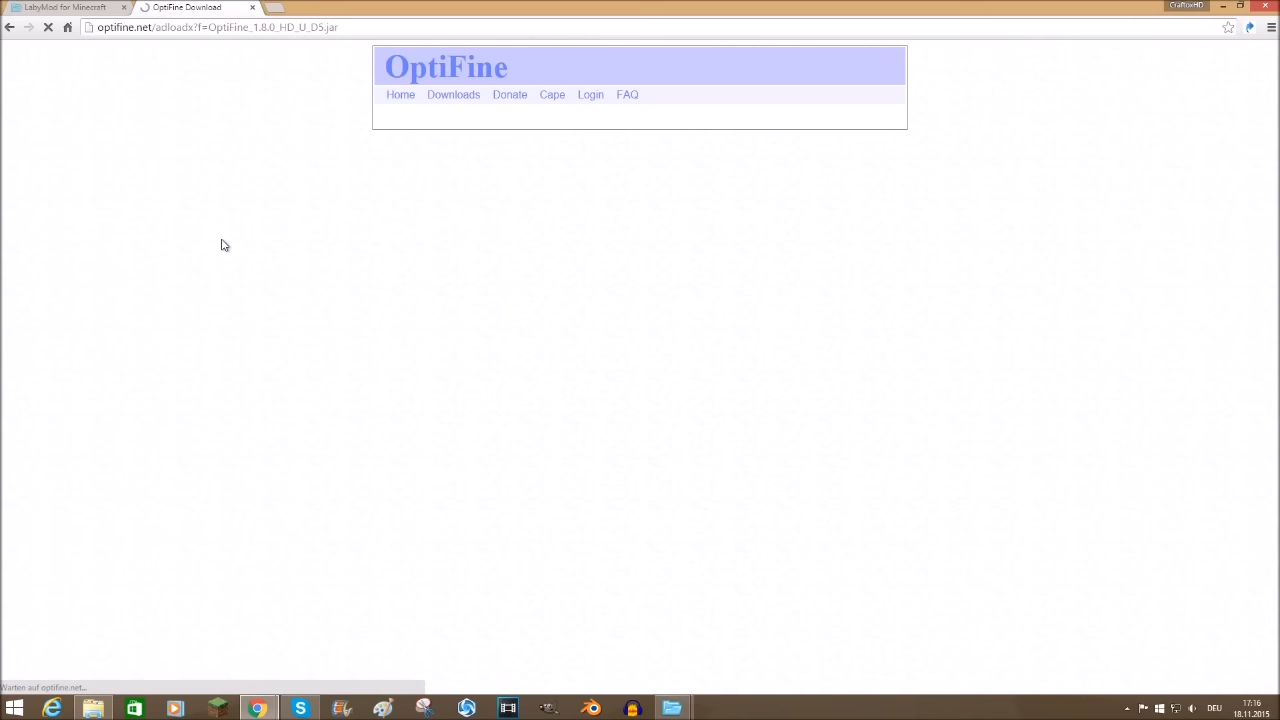 LabyMod for Minecraft
OptiFine Download
CraftoxHD
optifine.net/adloadx?f=OptiFine_1.8.0_HD_U_D5.jar
OptiFine
Home Downloads Donate Cape Login FAQ
Warten auf optifine.net...
DEU
17:16
18.11.2015